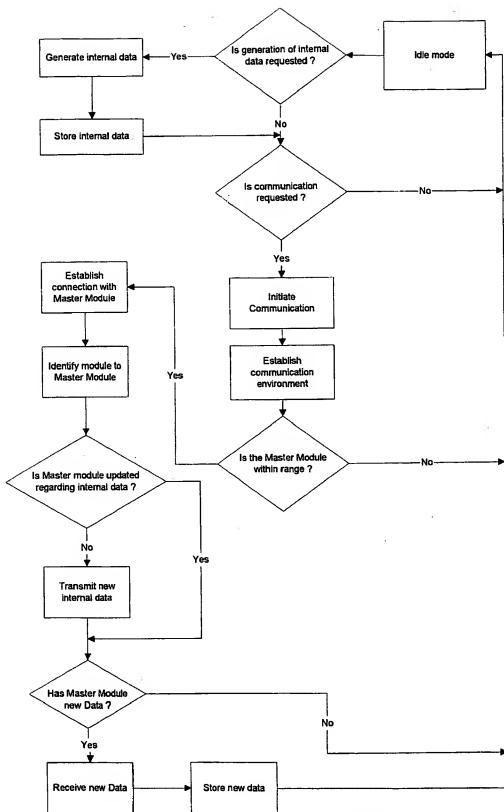 Generate internal data
Yes
Is generation of internal
data requested ?
Idle mode
Store internal data
No
Is communication
requested ?
No
Yes
Establish
connection with
Master Module
Initiate
Communication
Identify module to
Master Module
Yes
Establish
communication
environment
Is the Master Module
within range ?
No
Is Master module updated
regarding internal data ?
No
Yes
Transmit new
internal data
Has Master Module
new Data ?
No
Yes
Receive new Data
Store new data